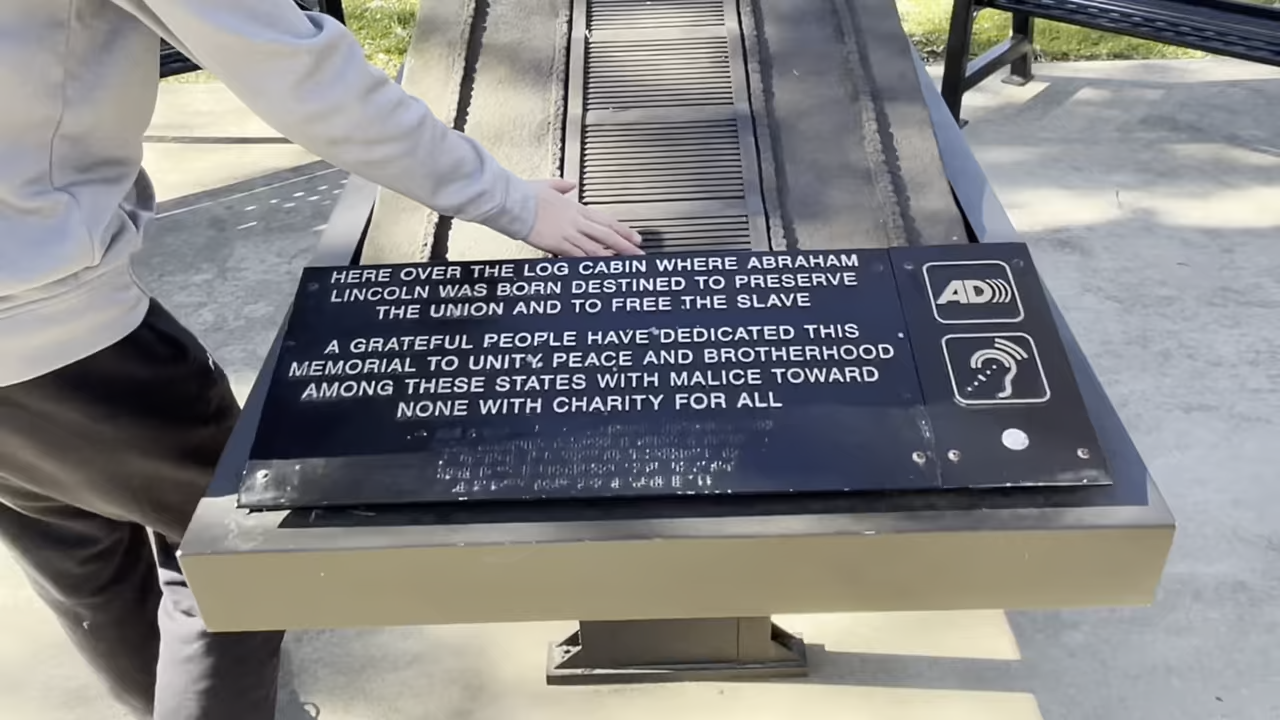 HERE OVER THE LOG CABIN WHERE ABRAHAM
LINCOLN WAS BORN DESTINED TO PRESERVE
THE UNION AND TO FREE THE SLAVE
A GRATEFUL PEOPLE HAVE DEDICATED THIS
MEMORIAL TO UNITY PEACE AND BROTHERHOOD
AMONG THESE STATES WITH MALICE TOWARD
NONE WITH CHARITY FOR ALL
AD